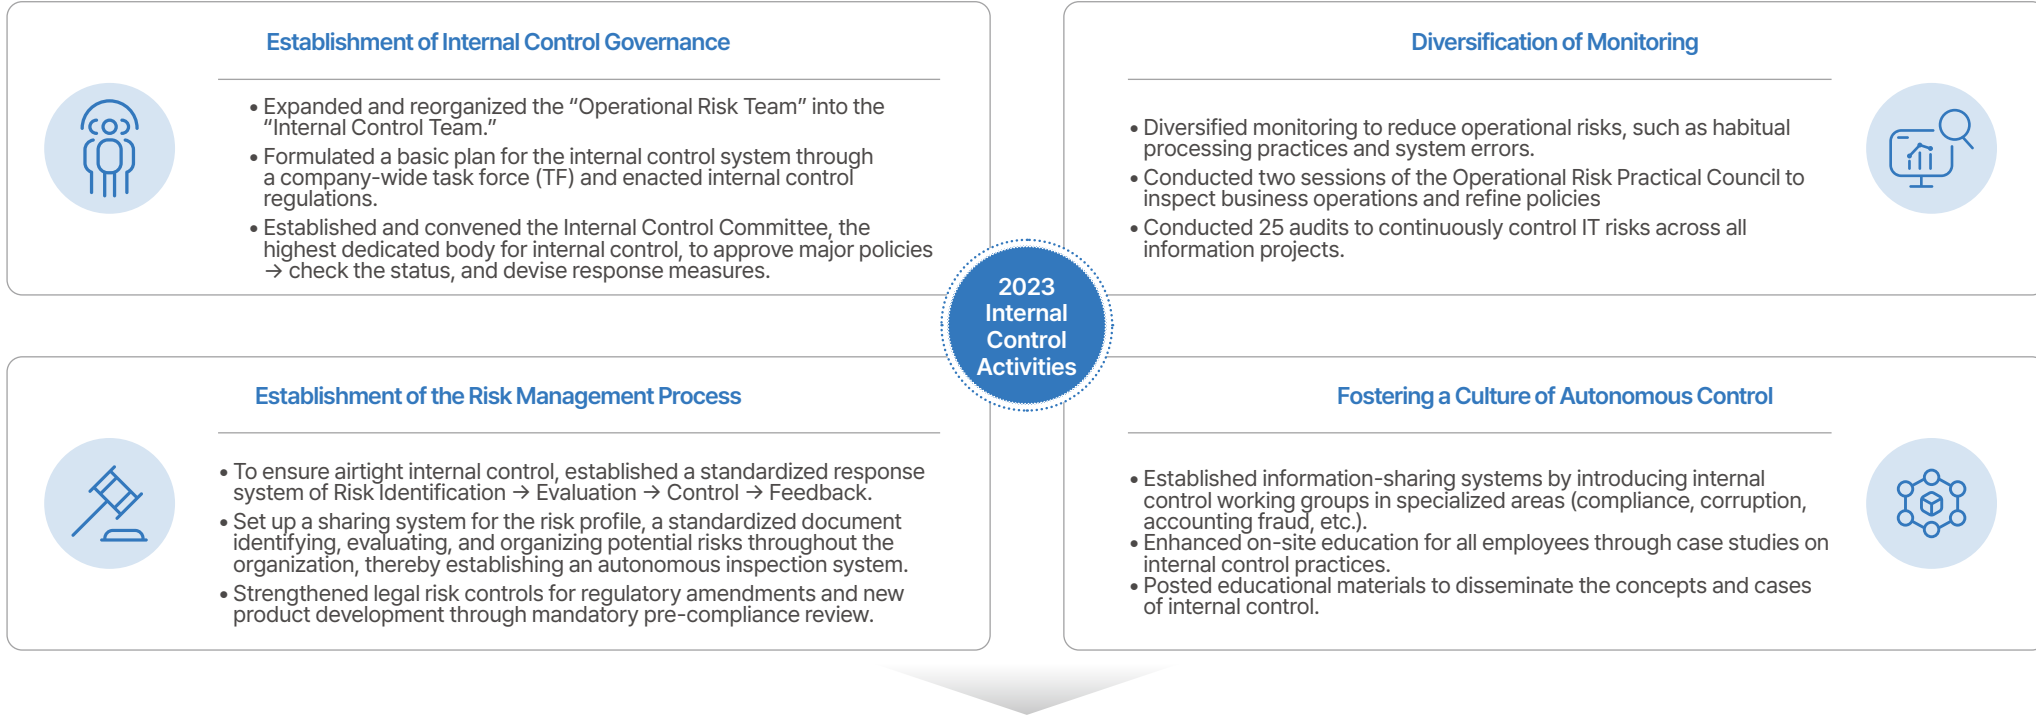 Establishment of Internal Control Governance
• Expanded and reorganized the “Operational Risk Team” into the
“Internal Control Team.”
• Formulated a basic plan for the internal control system through
a company-wide task force (TF) and enacted internal control
regulations.
• Established and convened the Internal Control Committee, the
highest dedicated body for internal control, to approve major policies
→ check the status, and devise response measures.
Diversification of Monitoring
• Diversified monitoring to reduce operational risks, such as habitual
processing practices and system errors.
• Conducted two sessions of the Operational Risk Practical Council to
inspect business operations and refine policies
• Conducted 25 audits to continuously control IT risks across all
information projects.
2023
Internal
Control
Activities
Establishment of the Risk Management Process
• To ensure airtight internal control, established a standardized response
system of Risk Identification → Evaluation → Control → Feedback.
• Set up a sharing system for the risk profile, a standardized document
identifying, evaluating, and organizing potential risks throughout the
organization, thereby establishing an autonomous inspection system.
• Strengthened legal risk controls for regulatory amendments and new
product development through mandatory pre-compliance review.
Fostering a Culture of Autonomous Control
• Established information-sharing systems by introducing internal
control working groups in specialized areas (compliance, corruption,
accounting fraud, etc.).
• Enhanced on-site education for all employees through case studies on
internal control practices.
• Posted educational materials to disseminate the concepts and cases
of internal control.